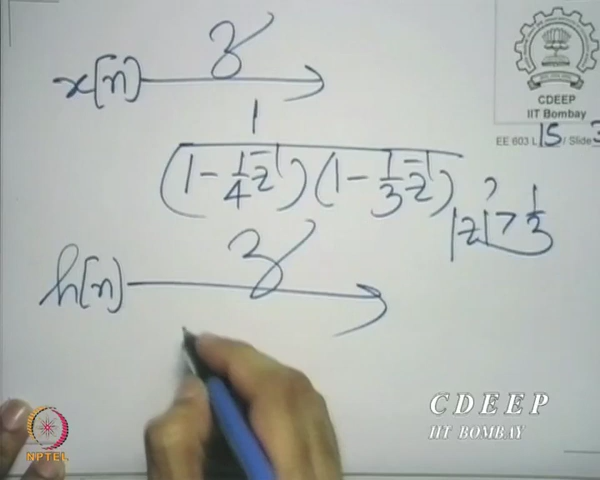 x[n] —Z→
1
(1 - 1/4 z⁻¹) (1 - 1/3 z⁻¹) , |z| > 1/3
h[n] —Z→
CDEEP
IIT Bombay
EE 603 L 15 / Slide 3
CDEEP
IIT BOMBAY
NPTEL